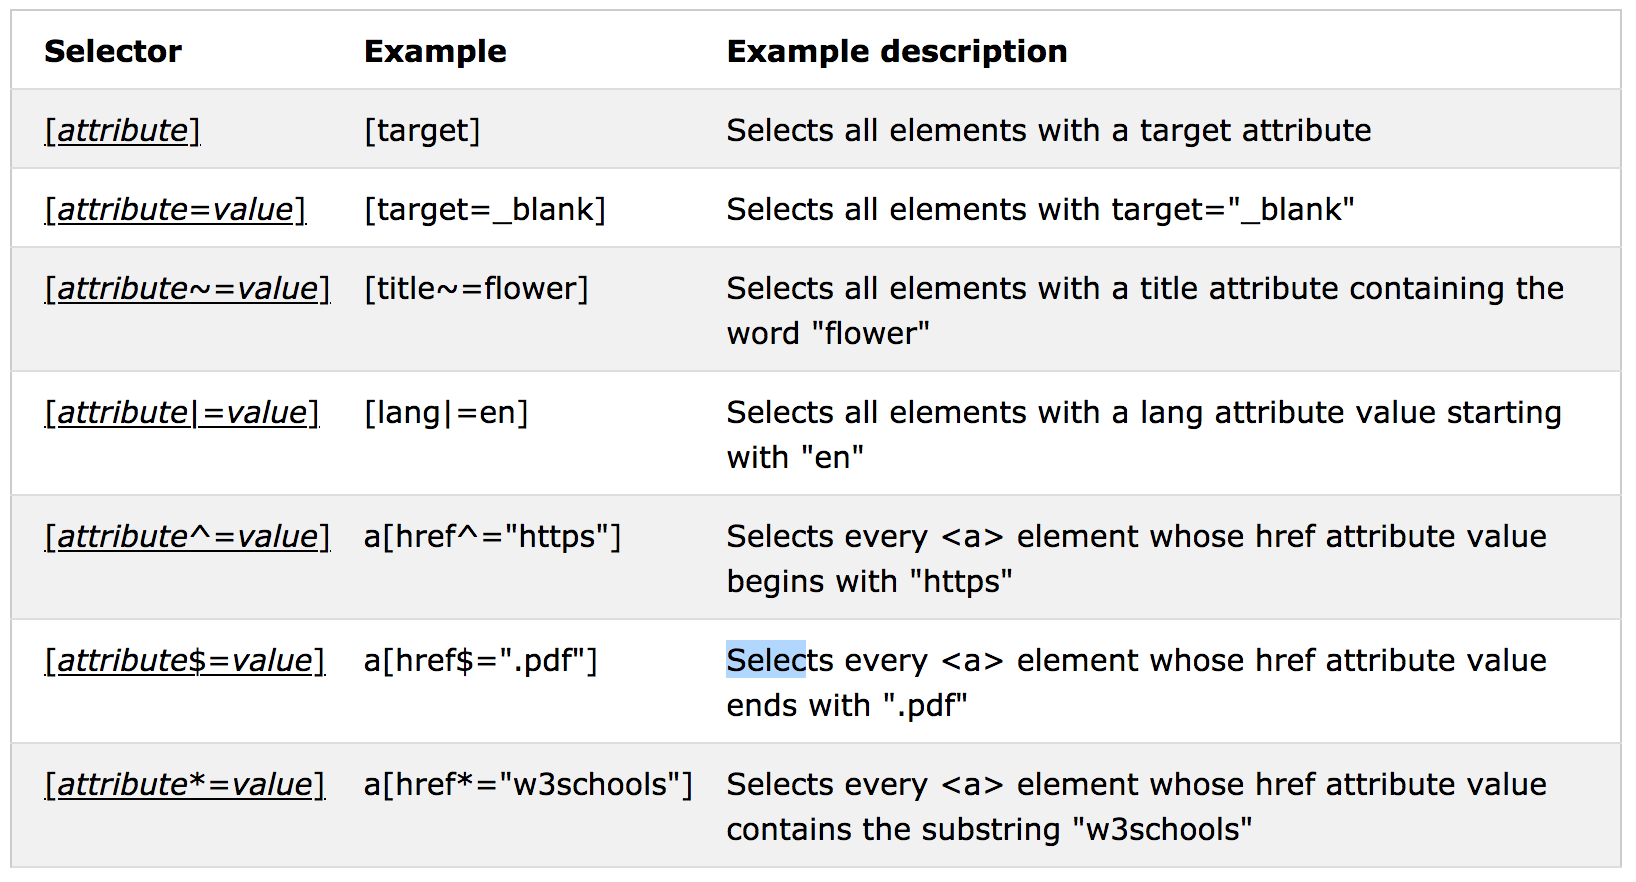 Selector Example Example description
[attribute] [target] Selects all elements with a target attribute
[attribute=value] [target=_blank] Selects all elements with target="_blank"
[attribute~=value] [title~=flower] Selects all elements with a title attribute containing the
word "flower"
[attribute|=value] [lang|=en] Selects all elements with a lang attribute value starting
with "en"
[attribute^=value] a[href^="https"] Selects every <a> element whose href attribute value
begins with "https"
[attribute$=value] a[href$=".pdf"] Selects every <a> element whose href attribute value
ends with ".pdf"
[attribute*=value] a[href*="w3schools"] Selects every <a> element whose href attribute value
contains the substring "w3schools"